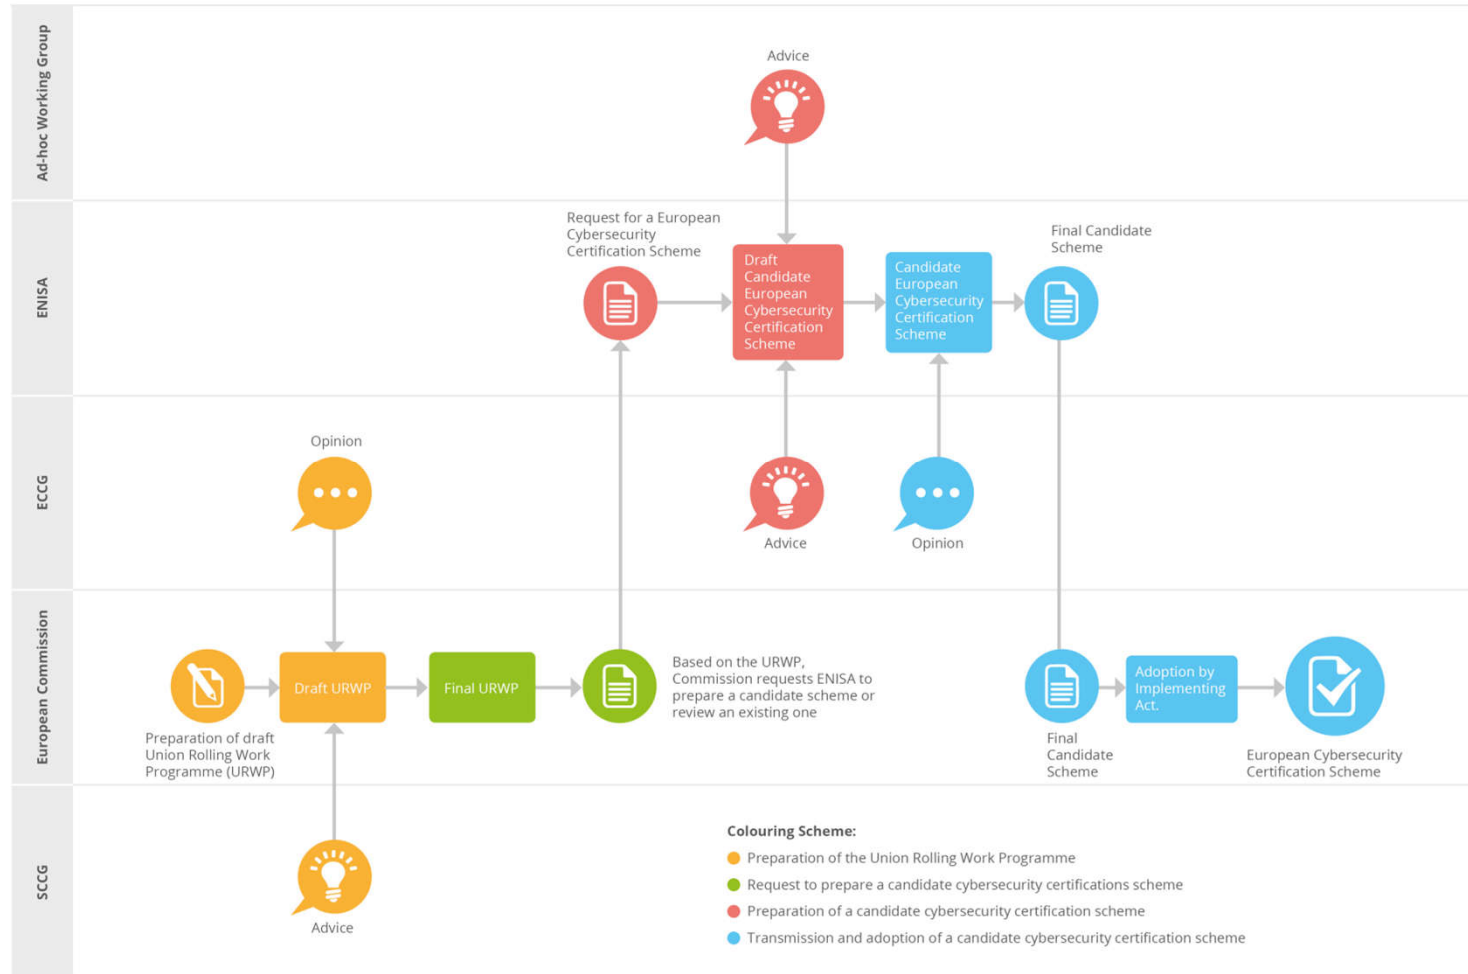 Ad-hoc Working Group
Advice
ENISA
Request for a European
Cybersecurity
Certification Scheme
Draft
Candidate
European
Cybersecurity
Certification
Scheme
Candidate
European
Cybersecurity
Certification
Scheme
Final Candidate
Scheme
ECCG
Opinion
Advice
Opinion
European Commission
Preparation of draft
Union Rolling Work
Programme (URWP)
Draft URWP
Final URWP
Based on the URWP,
Commission requests ENISA to
prepare a candidate scheme or
review an existing one
Final
Candidate
Scheme
Adoption by
Implementing
Act.
European Cybersecurity
Certification Scheme
SCCG
Advice
Colouring Scheme:
Preparation of the Union Rolling Work Programme
Request to prepare a candidate cybersecurity certifications scheme
Preparation of a candidate cybersecurity certification scheme
Transmission and adoption of a candidate cybersecurity certification scheme